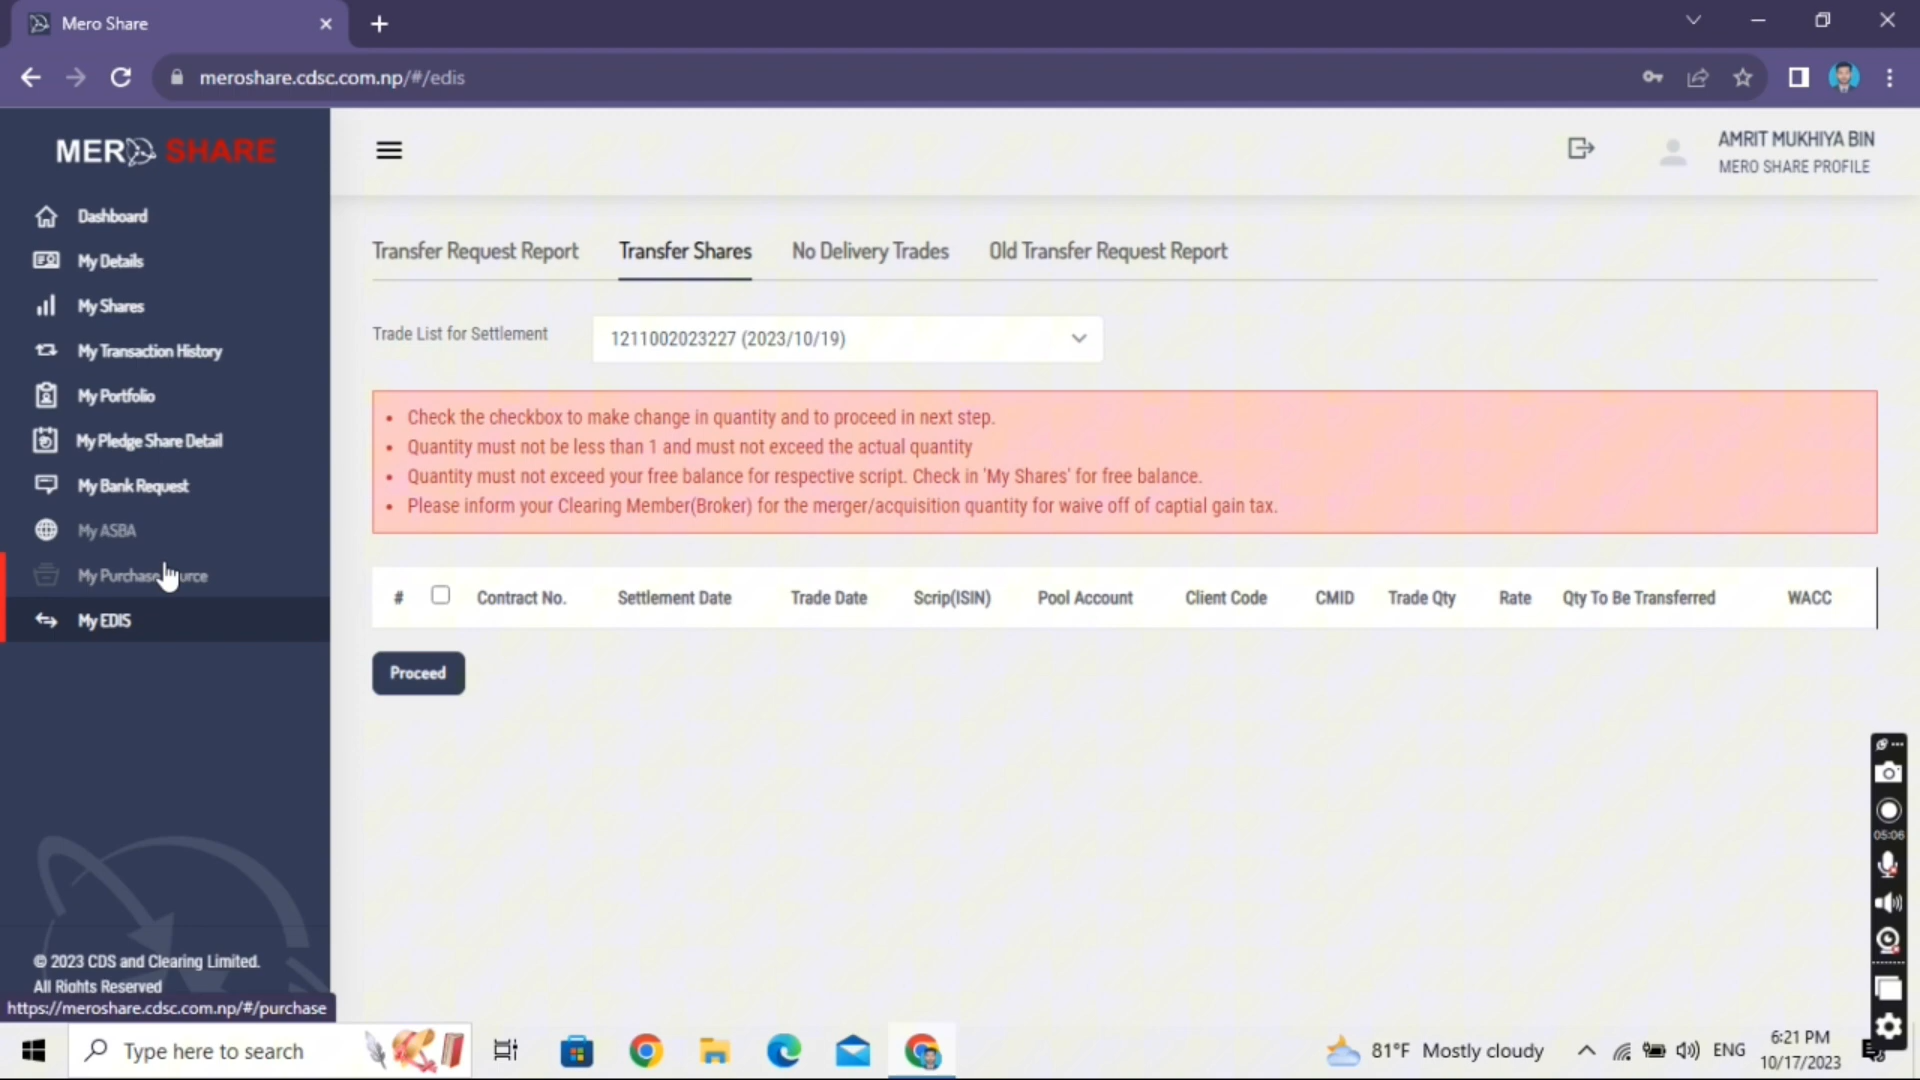 Mero Share
meroshare.cdsc.com.np/#/edis
MERO SHARE
AMRIT MUKHIYA BIN
MERO SHARE PROFILE
Dashboard
My Details
My Shares
My Transaction History
My Portfolio
My Pledge Share Detail
My Bank Request
My ASBA
My Purchase urce
My EDIS
Transfer Request Report
Transfer Shares
No Delivery Trades
Old Transfer Request Report
Trade List for Settlement
1211002023227 (2023/10/19)
• Check the checkbox to make change in quantity and to proceed in next step.
• Quantity must not be less than 1 and must not exceed the actual quantity
• Quantity must not exceed your free balance for respective script. Check in 'My Shares' for free balance.
• Please inform your Clearing Member(Broker) for the merger/acquisition quantity for waive off of captial gain tax.
# Contract No. Settlement Date Trade Date Scrip(ISIN) Pool Account Client Code CMID Trade Qty Rate Qty To Be Transferred WACC
Proceed
05:06
© 2023 CDS and Clearing Limited.
All Rights Reserved
https://meroshare.cdsc.com.np/#/purchase
Type here to search
81°F Mostly cloudy
ENG
6:21 PM
10/17/2023